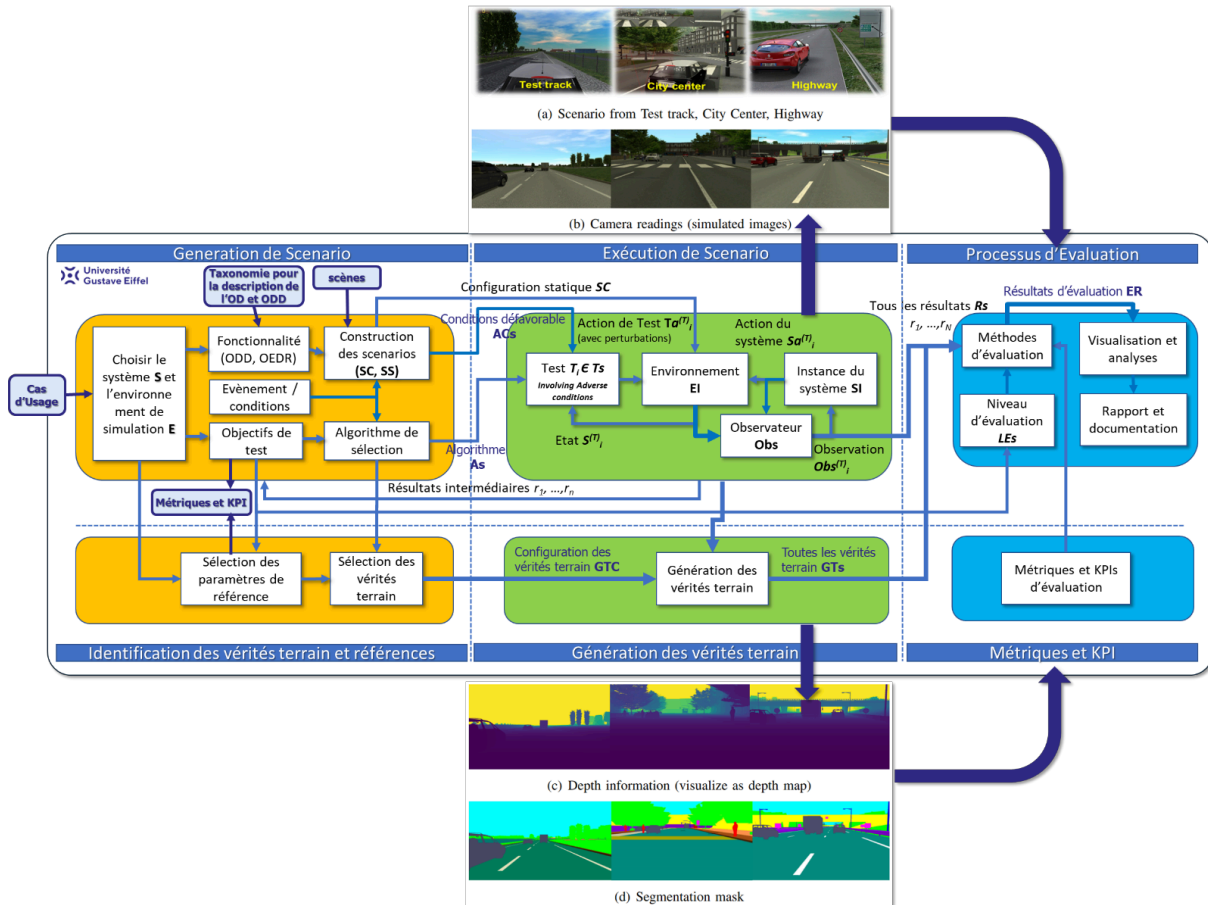 Test track
City center
Highway
(a) Scenario from Test track, City Center, Highway
(b) Camera readings (simulated images)
Generation de Scenario
Exécution de Scenario
Processus d'Evaluation
Université
Gustave Eiffel
Taxonomie pour
la description de
l'OD et ODD
scènes
Configuration statique SC
Conditions défavorable
ACs
Tous les résultats Rs
r1, ...,rN
Résultats d'évaluation ER
Cas
d'Usage
Choisir le
système S et
l'environne
ment de
simulation E
Fonctionnalité
(ODD, OEDR)
Construction
des scenarios
(SC, SS)
Evènement /
conditions
Objectifs de
test
Algorithme de
sélection
Algorithme
As
Métriques et KPI
Action de Test Ta(T)i
(avec perturbations)
Action du
système Sa(T)i
Test Ti Є Ts
Involving Adverse
conditions
Environnement
EI
Instance du
système SI
Observateur
Obs
Etat S(T)i
Observation
Obs(T)i
Résultats intermédiaires r1, ...,rn
Méthodes
d'évaluation
Visualisation et
analyses
Niveau
d'évaluation
LEs
Rapport et
documentation
Sélection des
paramètres de
référence
Sélection des
vérités
terrain
Configuration des
vérités terrain GTC
Génération des
vérités terrain
Toutes les vérités
terrain GTs
Métriques et KPIs
d'évaluation
Identification des vérités terrain et références
Génération des vérités terrain
Métriques et KPI
(c) Depth information (visualize as depth map)
(d) Segmentation mask